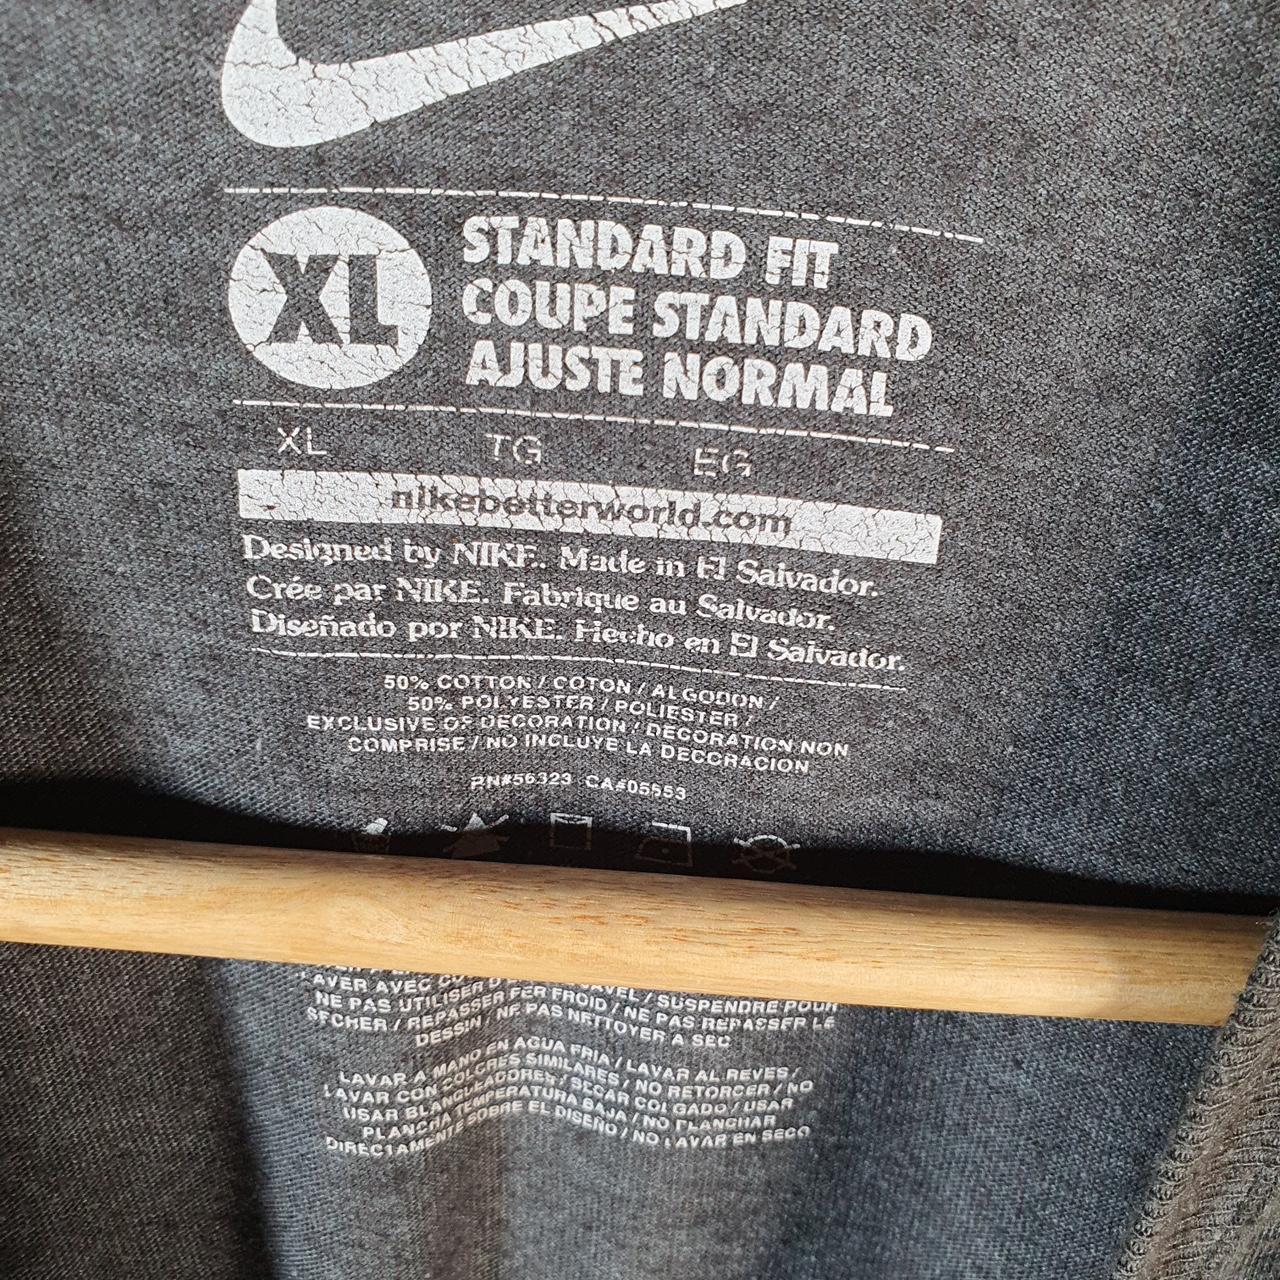 XL
STANDARD FIT
COUPE STANDARD
AJUSTE NORMAL
XL TG EG
nikebetterworld.com
Designed by NIKE. Made in El Salvador.
Crée par NIKE. Fabrique au Salvador.
Diseñado por NIKE. Hecho en El Salvador.
50% COTTON / COTON / ALGODON /
50% POLYESTER / POLIESTER /
EXCLUSIVE OF DECORATION / DECORATION NON
COMPRISE / NO INCLUYE LA DECORACION
RN#56323 CA#05553
LAVER AVEC / SUSPENDRE POUR
NE PAS UTILISER
SECHER / REPASSER FER FROID / NE PAS REPASSER LE
DESSIN / NE PAS NETTOYER A SEC
LAVAR A MANO EN AGUA FRIA / LAVAR AL REVES /
LAVAR CON COLORES SIMILARES / NO RETORCER / NO
USAR BLANQUEADORES / SECAR COLGADO / USAR
PLANCHA TEMPERATURA BAJA / NO PLANCHAR
DIRECTAMENTE SOBRE EL DISEÑO / NO LAVAR EN SECO